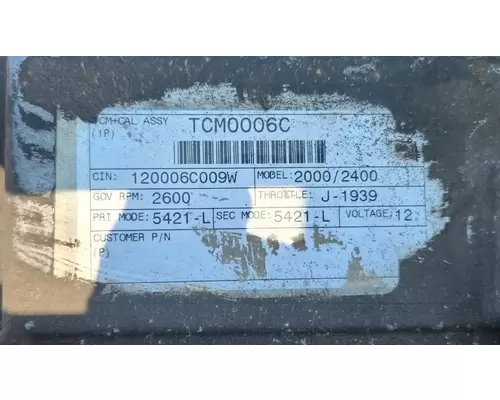 CM+CAL ASSY TCM0006C
(1P)
CIN: 120006C009W MODEL: 2000/2400
GOV RPM: 2600 THROTTLE: J-1939
PRI MODE: 5421-L SEC MODE: 5421-L VOLTAGE: 12
CUSTOMER P/N
(P)